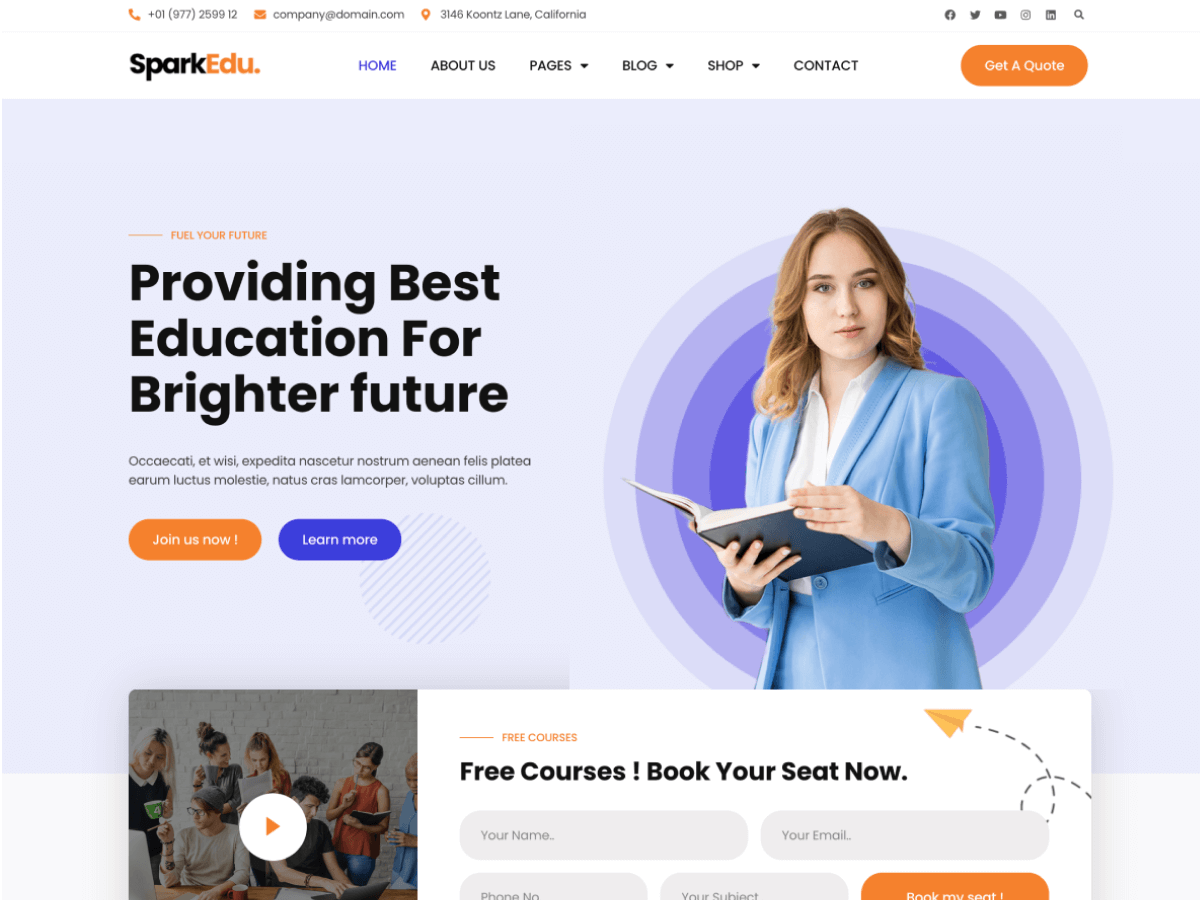 +01 (977) 2599 12 company@domain.com 3146 Koontz Lane, California
SparkEdu. HOME ABOUT US PAGES BLOG SHOP CONTACT Get A Quote
FUEL YOUR FUTURE
Providing Best
Education For
Brighter future
Occaecati, et wisi, expedita nascetur nostrum aenean felis platea
earum luctus molestie, natus cras lamcorper, voluptas cillum.
Join us now ! Learn more
FREE COURSES
Free Courses ! Book Your Seat Now.
Your Name.. Your Email..
Phone No Your Subject Book my seat !